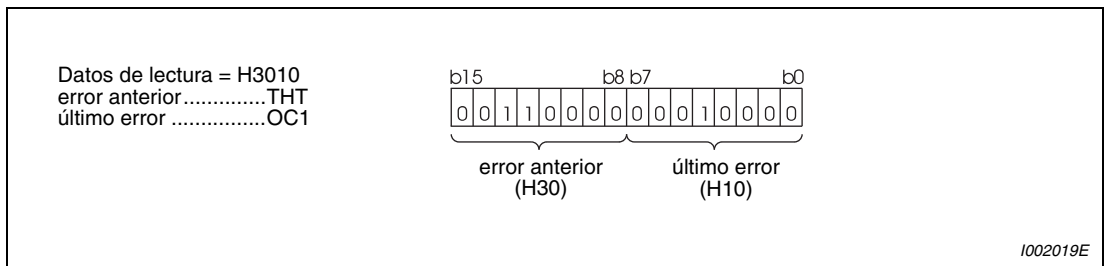 Datos de lectura = H3010
error anterior..............THT
último error ................OC1
b15 b8 b7 b0
0 0 1 1 0 0 0 0 0 0 0 1 0 0 0 0
error anterior último error
(H30) (H10)
I002019E